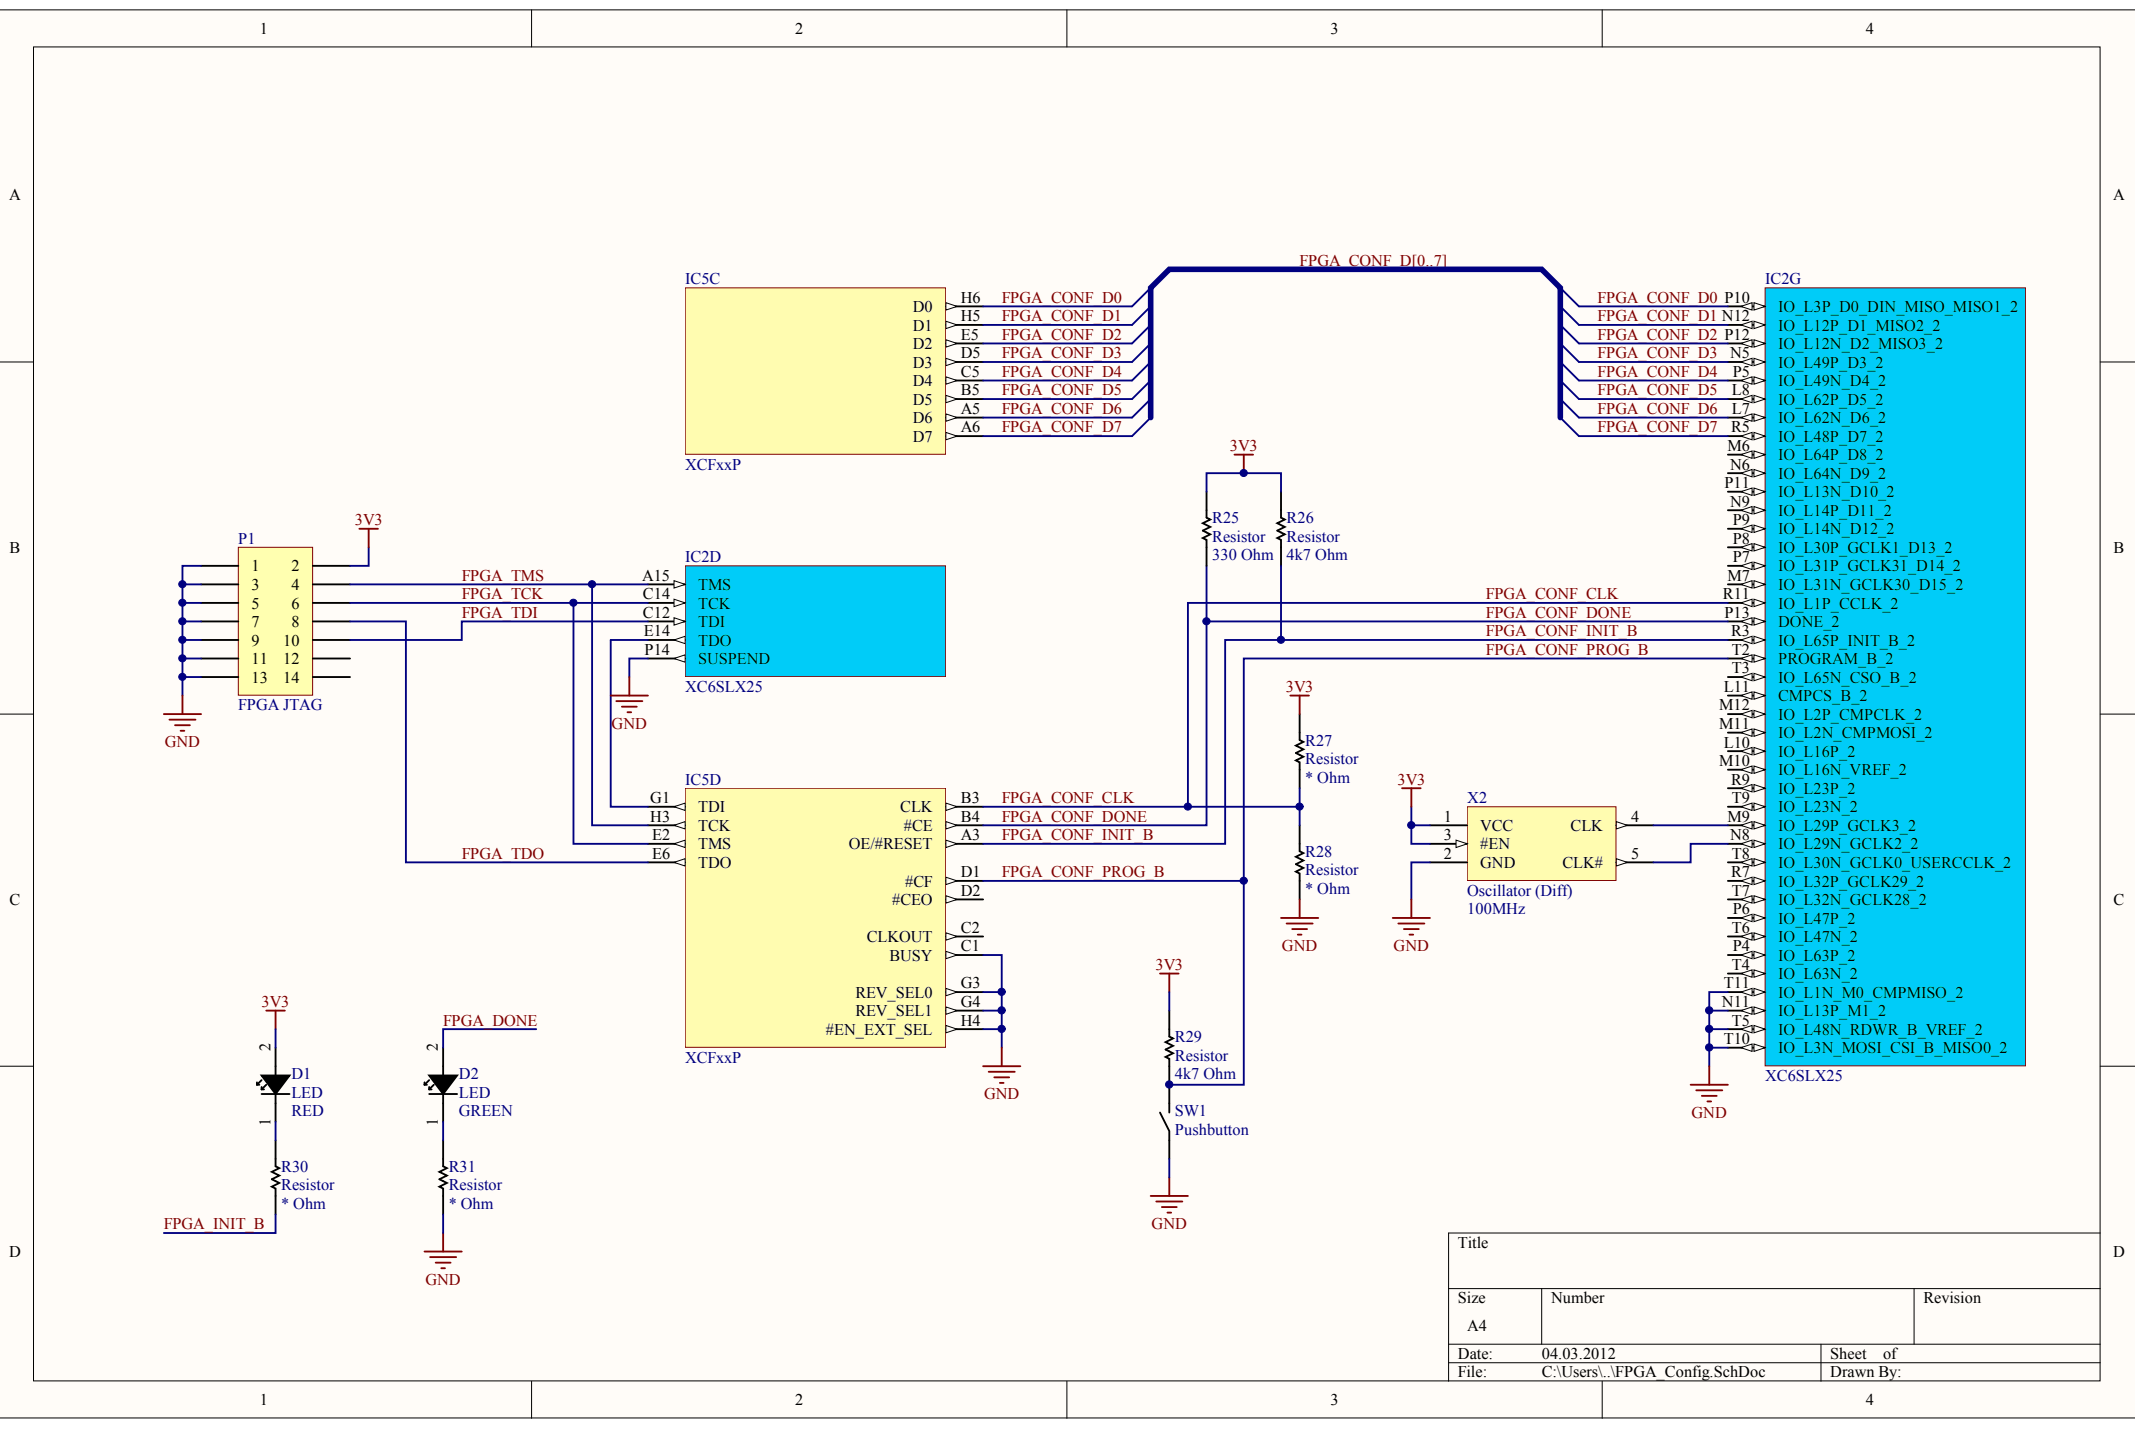 1 2 3 4
A A
B B
C C
D D
1 2 3 4
FPGA_CONF_D[0..7]
IC5C
D0 H6 FPGA_CONF_D0
D1 H5 FPGA_CONF_D1
D2 E5 FPGA_CONF_D2
D3 D5 FPGA_CONF_D3
D4 C5 FPGA_CONF_D4
D5 B5 FPGA_CONF_D5
D6 A5 FPGA_CONF_D6
D7 A6 FPGA_CONF_D7
XCFxxP
IC2G
FPGA_CONF_D0 P10 IO_L3P_D0_DIN_MISO_MISO1_2
FPGA_CONF_D1 N12 IO_L12P_D1_MISO2_2
FPGA_CONF_D2 P12 IO_L12N_D2_MISO3_2
FPGA_CONF_D3 N5 IO_L49P_D3_2
FPGA_CONF_D4 P5 IO_L49N_D4_2
FPGA_CONF_D5 L8 IO_L62P_D5_2
FPGA_CONF_D6 L7 IO_L62N_D6_2
FPGA_CONF_D7 R5 IO_L48P_D7_2
M6 IO_L64P_D8_2
N6 IO_L64N_D9_2
P11 IO_L13N_D10_2
N9 IO_L14P_D11_2
P9 IO_L14N_D12_2
P8 IO_L30P_GCLK1_D13_2
P7 IO_L31P_GCLK31_D14_2
M7 IO_L31N_GCLK30_D15_2
FPGA_CONF_CLK R11 IO_L1P_CCLK_2
FPGA_CONF_DONE P13 DONE_2
FPGA_CONF_INIT_B R3 IO_L65P_INIT_B_2
FPGA_CONF_PROG_B T2 PROGRAM_B_2
T3 IO_L65N_CSO_B_2
L11 CMPCS_B_2
M12 IO_L2P_CMPCLK_2
M11 IO_L2N_CMPMOSI_2
L10 IO_L16P_2
M10 IO_L16N_VREF_2
R9 IO_L23P_2
T9 IO_L23N_2
M9 IO_L29P_GCLK3_2
N8 IO_L29N_GCLK2_2
T8 IO_L30N_GCLK0_USERCCLK_2
R7 IO_L32P_GCLK29_2
T7 IO_L32N_GCLK28_2
P6 IO_L47P_2
T6 IO_L47N_2
P4 IO_L63P_2
T4 IO_L63N_2
T11 IO_L1N_M0_CMPMISO_2
N11 IO_L13P_M1_2
T5 IO_L48N_RDWR_B_VREF_2
T10 IO_L3N_MOSI_CSI_B_MISO0_2
XC6SLX25
GND
3V3
R25
Resistor
330 Ohm
R26
Resistor
4k7 Ohm
P1
3V3
1 2
3 4
5 6
7 8
9 10
11 12
13 14
FPGA JTAG
GND
FPGA_TMS
FPGA_TCK
FPGA_TDI
IC2D
A15 TMS
C14 TCK
C12 TDI
E14 TDO
P14 SUSPEND
XC6SLX25
GND
IC5D
G1 TDI
H3 TCK
E2 TMS
FPGA_TDO E6 TDO
CLK B3 FPGA_CONF_CLK
#CE B4 FPGA_CONF_DONE
OE/#RESET A3 FPGA_CONF_INIT_B
#CF D1 FPGA_CONF_PROG_B
#CEO D2
CLKOUT C2
BUSY C1
REV_SEL0 G3
REV_SEL1 G4
#EN_EXT_SEL H4
XCFxxP
GND
3V3
R27
Resistor
* Ohm
R28
Resistor
* Ohm
GND
3V3
X2
1 VCC CLK 4
3 #EN
2 GND CLK# 5
Oscillator (Diff)
100MHz
GND
3V3
R29
Resistor
4k7 Ohm
SW1
Pushbutton
GND
3V3
2
D1
LED
RED
1
R30
Resistor
* Ohm
FPGA_INIT_B
FPGA_DONE
2
D2
LED
GREEN
1
R31
Resistor
* Ohm
GND
Title
Size Number Revision
A4
Date: 04.03.2012 Sheet of
File: C:\Users\..\FPGA_Config.SchDoc Drawn By: